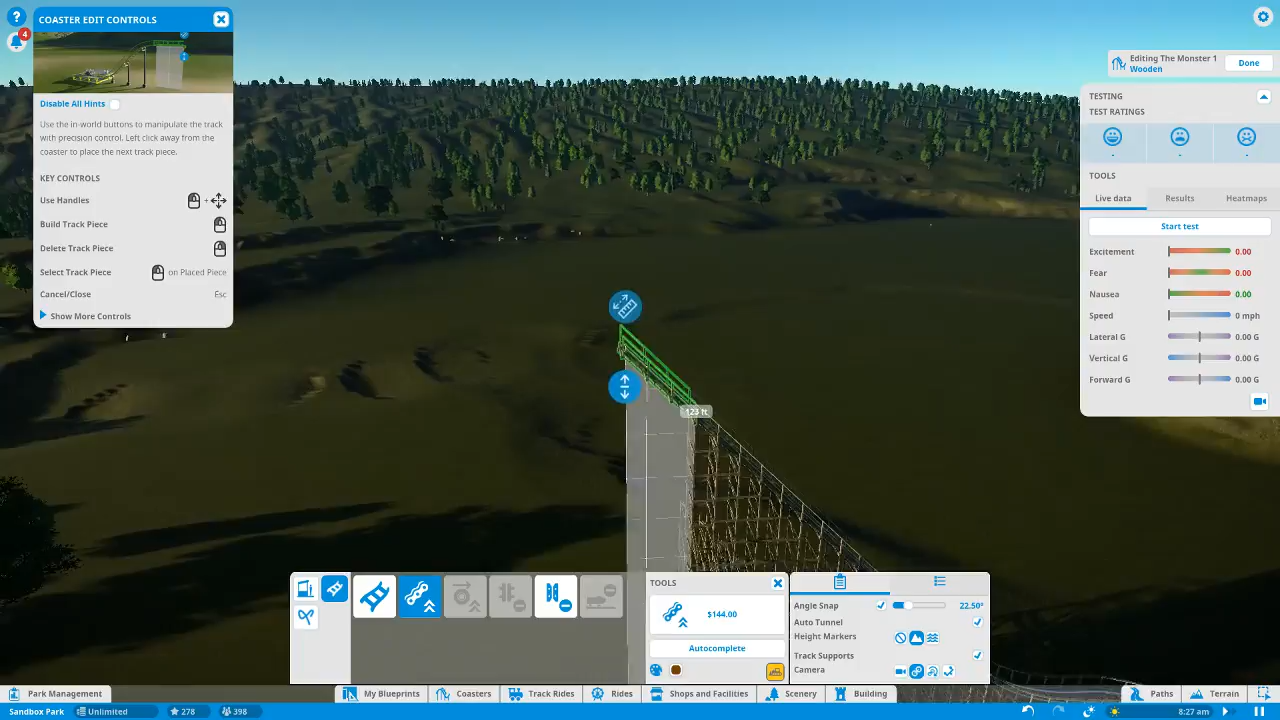 COASTER EDIT CONTROLS
4
Disable All Hints
Use the in-world buttons to manipulate the track
with precision control. Left click away from the
coaster to place the next track piece.
KEY CONTROLS
Use Handles
+
Build Track Piece
Delete Track Piece
Select Track Piece on Placed Piece
Cancel/Close Esc
Show More Controls
Editing The Monster 1
Wooden
Done
TESTING
TEST RATINGS
- - -
TOOLS
Live data Results Heatmaps
Start test
Excitement 0.00
Fear 0.00
Nausea 0.00
Speed 0 mph
Lateral G 0.00 G
Vertical G 0.00 G
Forward G 0.00 G
123 ft
TOOLS
$144.00
Autocomplete
Angle Snap 22.50°
Auto Tunnel
Height Markers
Track Supports
Camera
Park Management My Blueprints Coasters Track Rides Rides Shops and Facilities Scenery Building Paths Terrain
Sandbox Park Unlimited 278 398 8:27 am